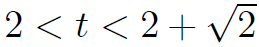 2 < t < 2 + √2